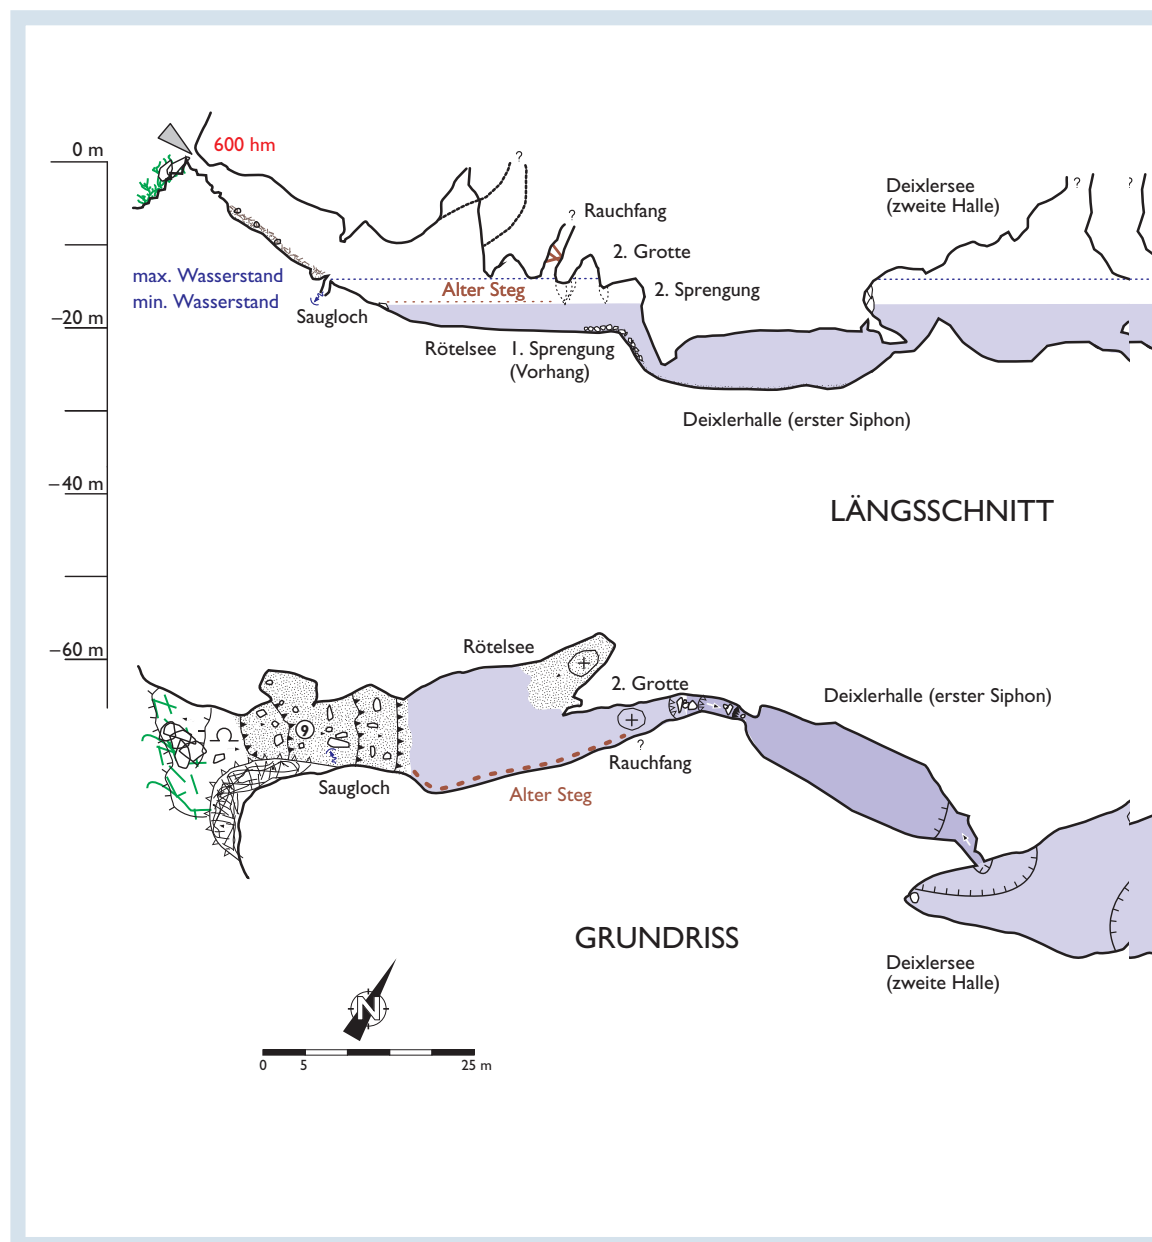 0 m
600 hm
?
Deixlersee
(zweite Halle)
?
?
?
Rauchfang
2. Grotte
max. Wasserstand
min. Wasserstand
Alter Steg
2. Sprengung
Saugloch
–20 m
Rötelsee
1. Sprengung
(Vorhang)
Deixlerhalle (erster Siphon)
–40 m
LÄNGSSCHNITT
–60 m
Rötelsee
2. Grotte
Deixlerhalle (erster Siphon)
9
?
Rauchfang
Saugloch
Alter Steg
GRUNDRISS
Deixlersee
(zweite Halle)
N
0 5 25 m